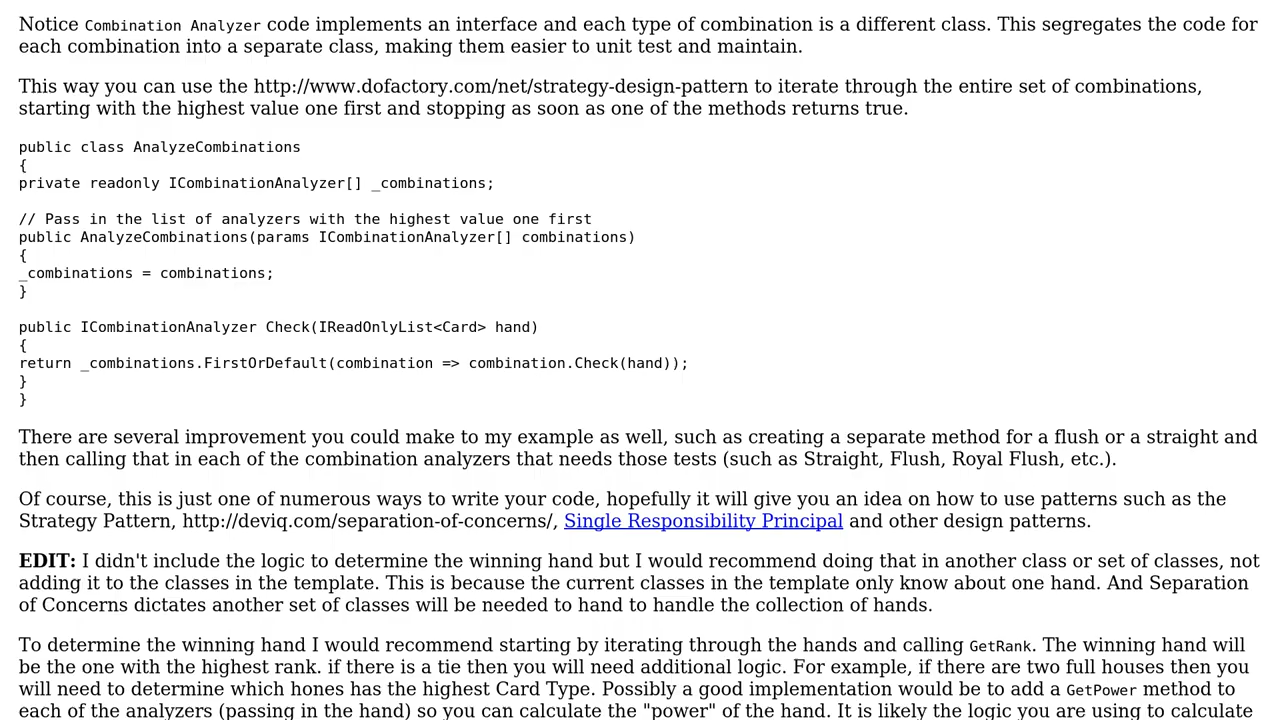 Notice Combination Analyzer code implements an interface and each type of combination is a different class. This segregates the code for
each combination into a separate class, making them easier to unit test and maintain.
This way you can use the http://www.dofactory.com/net/strategy-design-pattern to iterate through the entire set of combinations,
starting with the highest value one first and stopping as soon as one of the methods returns true.
public class AnalyzeCombinations
{
private readonly ICombinationAnalyzer[] _combinations;
// Pass in the list of analyzers with the highest value one first
public AnalyzeCombinations(params ICombinationAnalyzer[] combinations)
{
_combinations = combinations;
}
public ICombinationAnalyzer Check(IReadOnlyList<Card> hand)
{
return _combinations.FirstOrDefault(combination => combination.Check(hand));
}
}
There are several improvement you could make to my example as well, such as creating a separate method for a flush or a straight and
then calling that in each of the combination analyzers that needs those tests (such as Straight, Flush, Royal Flush, etc.).
Of course, this is just one of numerous ways to write your code, hopefully it will give you an idea on how to use patterns such as the
Strategy Pattern, http://deviq.com/separation-of-concerns/, Single Responsibility Principal and other design patterns.
EDIT: I didn't include the logic to determine the winning hand but I would recommend doing that in another class or set of classes, not
adding it to the classes in the template. This is because the current classes in the template only know about one hand. And Separation
of Concerns dictates another set of classes will be needed to hand to handle the collection of hands.
To determine the winning hand I would recommend starting by iterating through the hands and calling GetRank. The winning hand will
be the one with the highest rank. if there is a tie then you will need additional logic. For example, if there are two full houses then you
will need to determine which hones has the highest Card Type. Possibly a good implementation would be to add a GetPower method to
each of the analyzers (passing in the hand) so you can calculate the "power" of the hand. It is likely the logic you are using to calculate